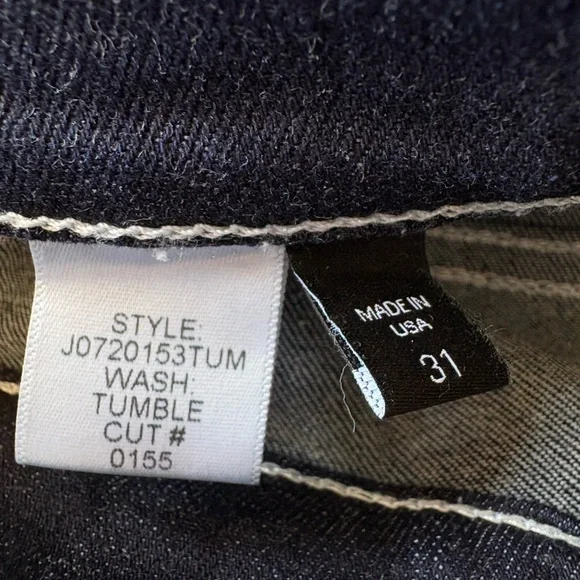 STYLE:
J0720153TUM
WASH:
TUMBLE
CUT #
0155
MADE IN
USA
31